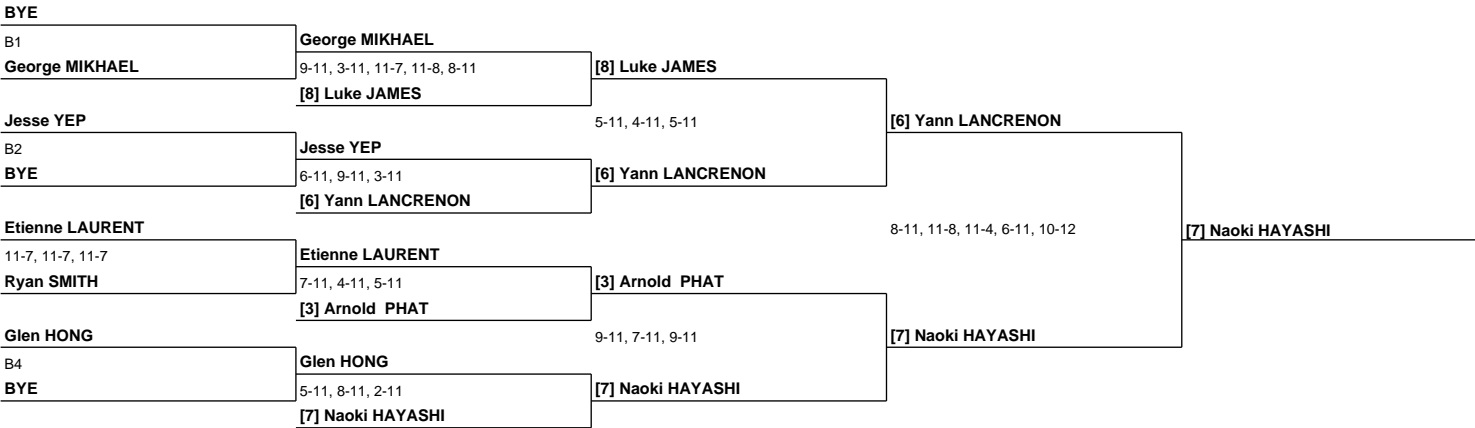 BYE
B1
George MIKHAEL
George MIKHAEL
9-11, 3-11, 11-7, 11-8, 8-11
[8] Luke JAMES
[8] Luke JAMES
Jesse YEP
B2
BYE
Jesse YEP
6-11, 9-11, 3-11
[6] Yann LANCRENON
5-11, 4-11, 5-11
[6] Yann LANCRENON
[6] Yann LANCRENON
Etienne LAURENT
11-7, 11-7, 11-7
Ryan SMITH
Etienne LAURENT
7-11, 4-11, 5-11
[3] Arnold  PHAT
[3] Arnold  PHAT
8-11, 11-8, 11-4, 6-11, 10-12
[7] Naoki HAYASHI
Glen HONG
B4
BYE
Glen HONG
5-11, 8-11, 2-11
[7] Naoki HAYASHI
9-11, 7-11, 9-11
[7] Naoki HAYASHI
[7] Naoki HAYASHI